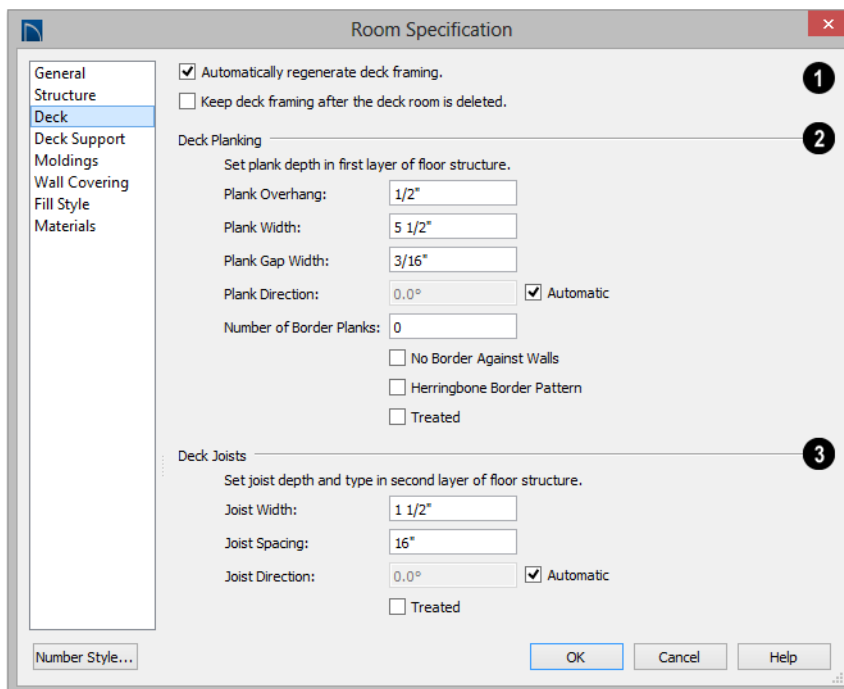 Room Specification
General
Structure
Deck
Deck Support
Moldings
Wall Covering
Fill Style
Materials
Automatically regenerate deck framing.
1
Keep deck framing after the deck room is deleted.
Deck Planking
2
Set plank depth in first layer of floor structure.
Plank Overhang: 1/2"
Plank Width: 5 1/2"
Plank Gap Width: 3/16"
Plank Direction: 0.0° Automatic
Number of Border Planks: 0
No Border Against Walls
Herringbone Border Pattern
Treated
Deck Joists
3
Set joist depth and type in second layer of floor structure.
Joist Width: 1 1/2"
Joist Spacing: 16"
Joist Direction: 0.0° Automatic
Treated
Number Style... OK Cancel Help